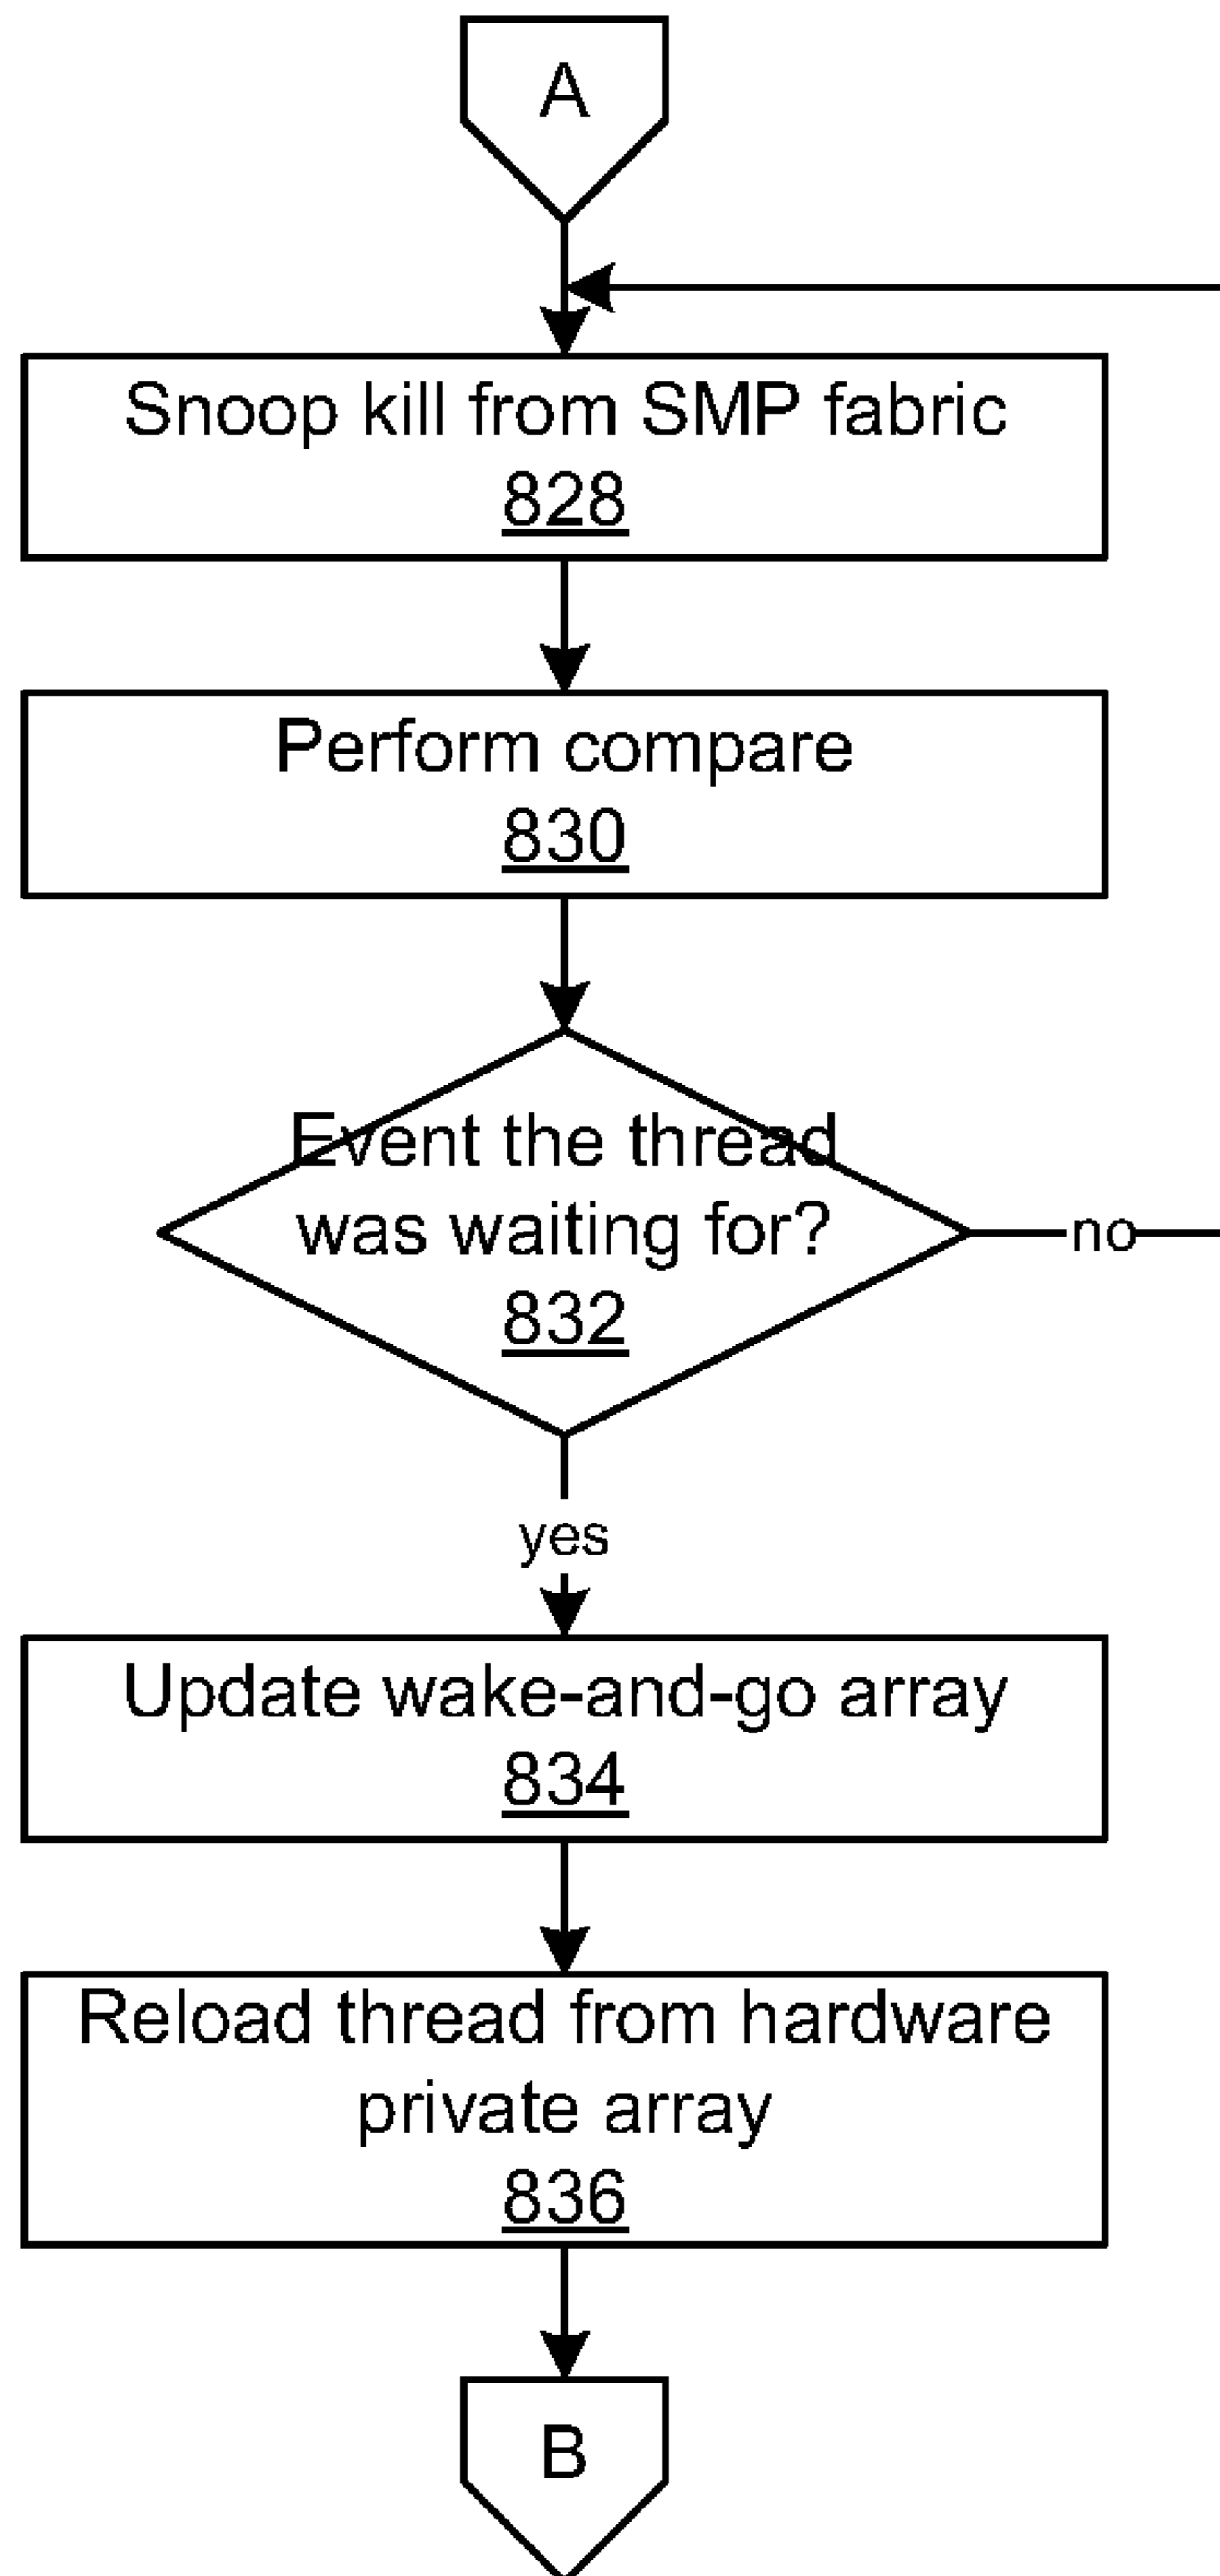 A
Snoop kill from SMP fabric
828
Perform compare
830
Event the thread
was waiting for?
832
no
yes
Update wake-and-go array
834
Reload thread from hardware
private array
836
B